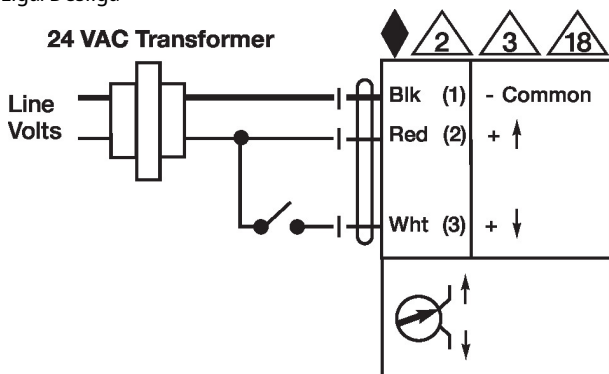 24 VAC Transformer
2 3 18
Line
Volts
Blk (1) - Common
Red (2) +
Wht (3) +